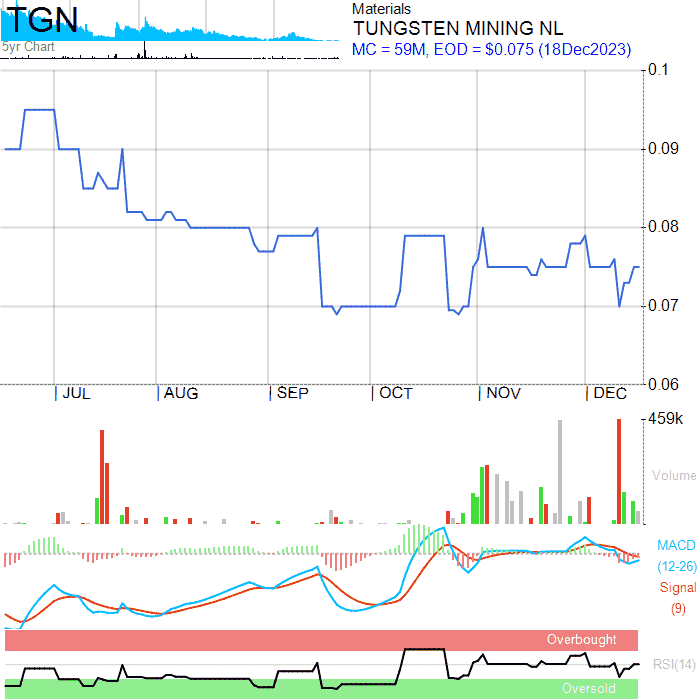 TGN
5yr Chart
Materials
TUNGSTEN MINING NL
MC = 59M, EOD = $0.075 (18Dec2023)
0.1
0.09
0.08
0.07
0.06
| JUL | AUG | SEP | OCT | NOV | DEC
459k
Volume
MACD
(12-26)
Signal
(9)
Overbought
RSI(14)
Oversold